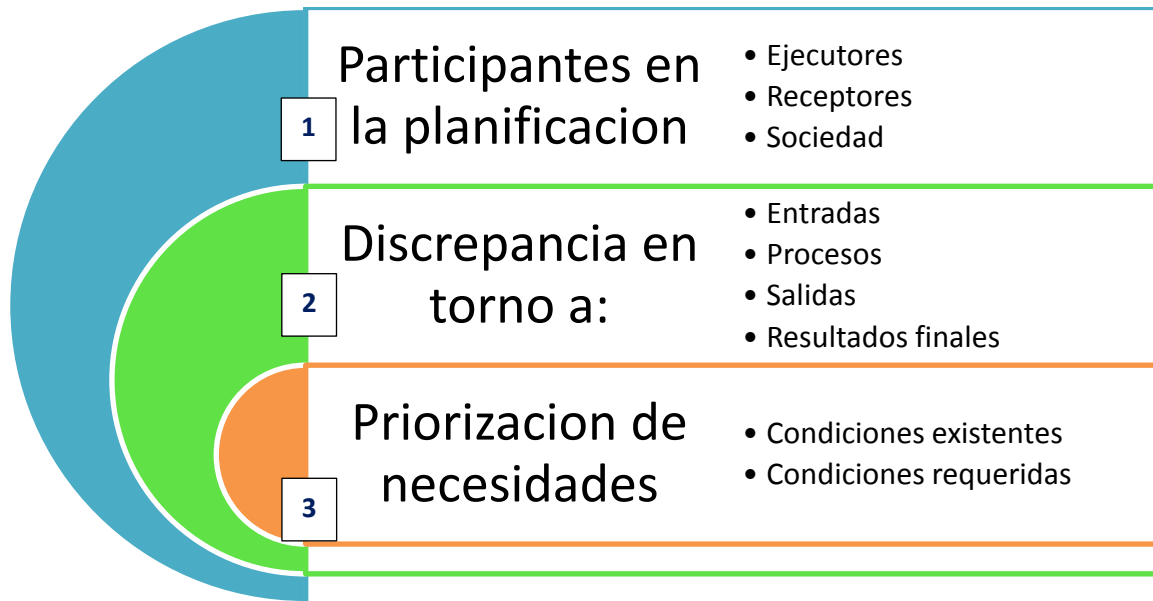 1
Participantes en
la planificacion
• Ejecutores
• Receptores
• Sociedad
2
Discrepancia en
torno a:
• Entradas
• Procesos
• Salidas
• Resultados finales
3
Priorizacion de
necesidades
• Condiciones existentes
• Condiciones requeridas